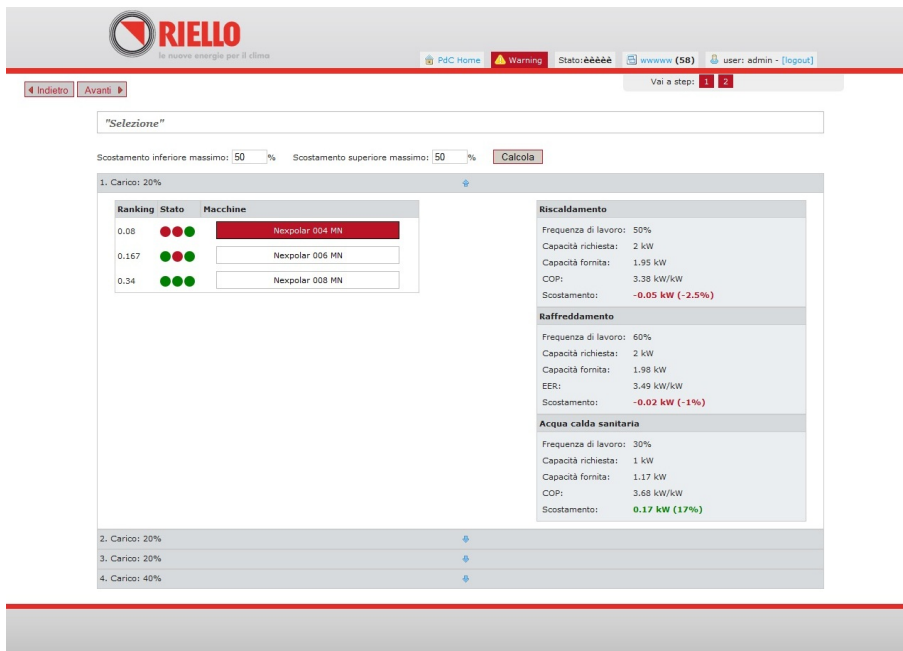 RIELLO
le nuove energie per il clima
PdC Home Warning Stato:èèèèè wwwww (58) user: admin - [logout]
Indietro Avanti Vai a step: 1 2
"Selezione"
Scostamento inferiore massimo: 50 % Scostamento superiore massimo: 50 % Calcola
1. Carico: 20%
Ranking Stato Macchine
0.08 Nexpolar 004 MN
0.167 Nexpolar 006 MN
0.34 Nexpolar 008 MN
Riscaldamento
Frequenza di lavoro: 50%
Capacità richiesta: 2 kW
Capacità fornita: 1.95 kW
COP: 3.38 kW/kW
Scostamento: -0.05 kW (-2.5%)
Raffreddamento
Frequenza di lavoro: 60%
Capacità richiesta: 2 kW
Capacità fornita: 1.98 kW
EER: 3.49 kW/kW
Scostamento: -0.02 kW (-1%)
Acqua calda sanitaria
Frequenza di lavoro: 30%
Capacità richiesta: 1 kW
Capacità fornita: 1.17 kW
COP: 3.68 kW/kW
Scostamento: 0.17 kW (17%)
2. Carico: 20%
3. Carico: 20%
4. Carico: 40%